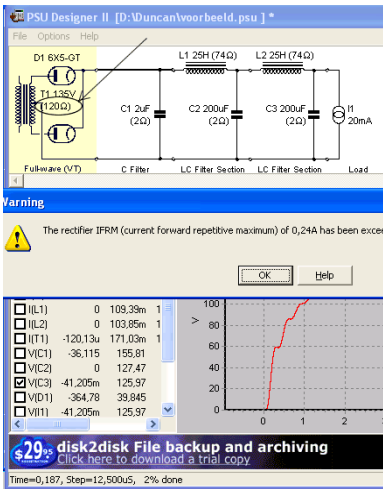 PSU Designer II [D:\Duncan\voorbeeld.psu ] *
File Options Help
D1 6X5-GT
L1 25H (74Ω)
L2 25H (74Ω)
T1 135V
(120Ω)
C1 2uF
(2Ω)
C2 200uF
(2Ω)
C3 200uF
(2Ω)
I1
20mA
Full-wave (VT)
C Filter
LC Filter Section
LC Filter Section
Load
Warning
The rectifier IFRM (current forward repetitive maximum) of 0,24A has been excee
OK
Help
I(L1) 0 109,39m 1
I(L2) 0 103,85m 1
I(T1) -120,13u 171,03m 1
V(C1) -36,115 155,81
V(C2) 0 127,47
V(C3) -41,205m 125,97
V(D1) -364,78 39,845
V(I1) -41,205m 125,97
V
100
80
60
40
20
0
0 1 2
$29.95 disk2disk File backup and archiving
Click here to download a trial copy
Time=0,187, Step=12,500uS, 2% done